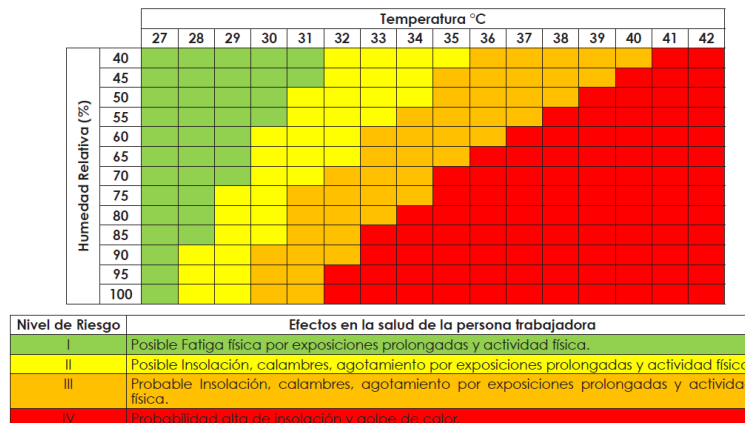 Temperatura °C
27 28 29 30 31 32 33 34 35 36 37 38 39 40 41 42
Humedad Relativa (%)
40
45
50
55
60
65
70
75
80
85
90
95
100
Nivel de Riesgo Efectos en la salud de la persona trabajadora
I Posible Fatiga física por exposiciones prolongadas y actividad física.
II Posible Insolación, calambres, agotamiento por exposiciones prolongadas y actividad física
III Probable Insolación, calambres, agotamiento por exposiciones prolongadas y activida
física.
IV Probabilidad alta de insolación y golpe de calor.